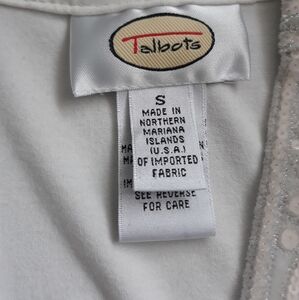 Talbots
S
MADE IN
NORTHERN
MARIANA
ISLANDS
(U.S.A.)
OF IMPORTED
FABRIC
SEE REVERSE
FOR CARE